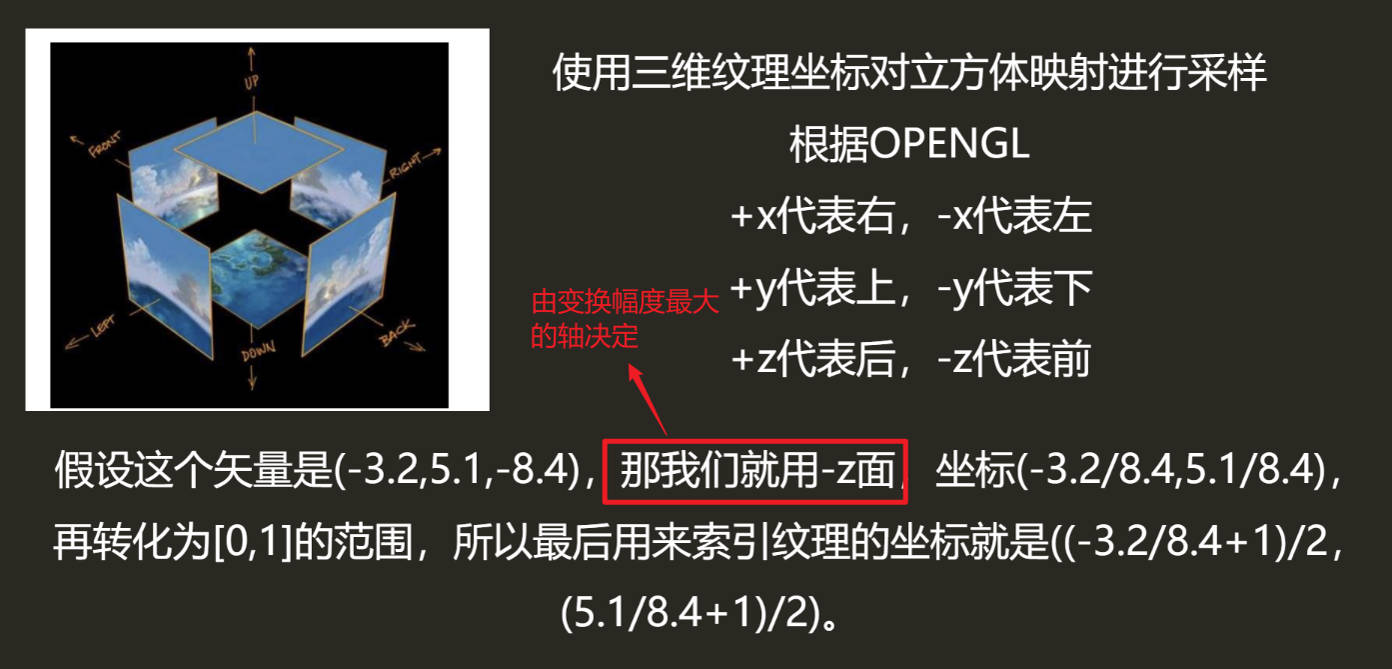 UP
FRONT
RIGHT
LEFT
DOWN
BACK
使用三维纹理坐标对立方体映射进行采样
根据OPENGL
+x代表右，-x代表左
+y代表上，-y代表下
+z代表后，-z代表前
由变换幅度最大
的轴决定
假设这个矢量是(-3.2,5.1,-8.4)，那我们就用-z面，坐标(-3.2/8.4,5.1/8.4)，
再转化为[0,1]的范围，所以最后用来索引纹理的坐标就是((-3.2/8.4+1)/2，
(5.1/8.4+1)/2)。